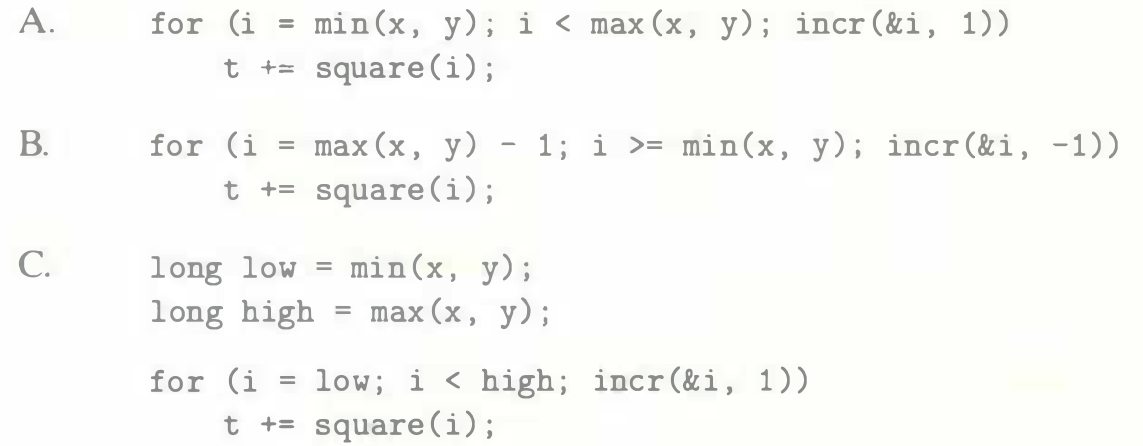 A. for (i = min(x, y); i < max(x, y); incr(&i, 1))
t += square(i);
B. for (i = max(x, y) - 1; i >= min(x, y); incr(&i, -1))
t += square(i);
C. long low = min(x, y);
long high = max(x, y);
for (i = low; i < high; incr(&i, 1))
t += square(i);